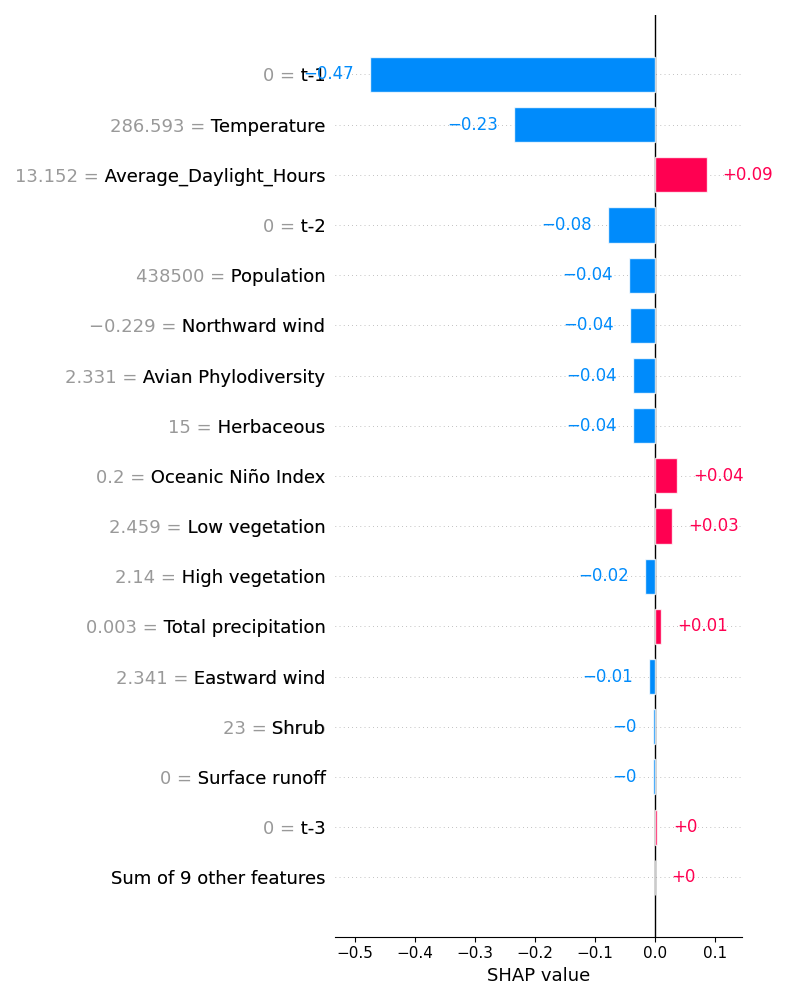 0 = t-1 −0.47
286.593 = Temperature −0.23
13.152 = Average_Daylight_Hours +0.09
0 = t-2 −0.08
438500 = Population −0.04
−0.229 = Northward wind −0.04
2.331 = Avian Phylodiversity −0.04
15 = Herbaceous −0.04
0.2 = Oceanic Niño Index +0.04
2.459 = Low vegetation +0.03
2.14 = High vegetation −0.02
0.003 = Total precipitation +0.01
2.341 = Eastward wind −0.01
23 = Shrub −0
0 = Surface runoff −0
0 = t-3 +0
Sum of 9 other features +0
−0.5 −0.4 −0.3 −0.2 −0.1 0.0 0.1
SHAP value